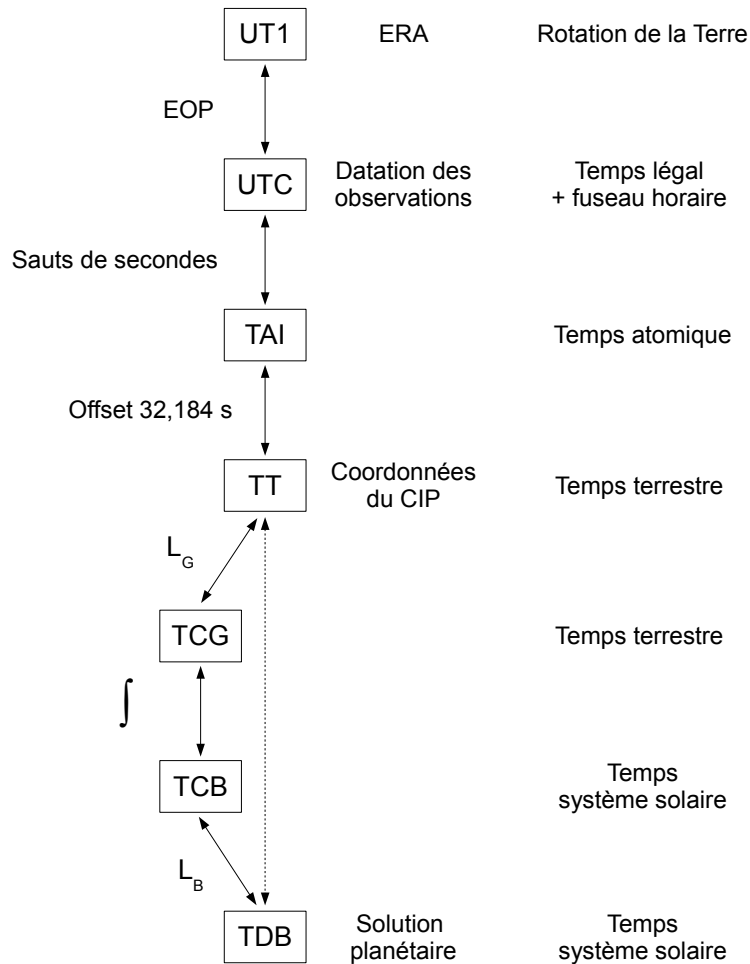 UT1
ERA
Rotation de la Terre
EOP
UTC
Datation des
observations
Temps légal
+ fuseau horaire
Sauts de secondes
TAI
Temps atomique
Offset 32,184 s
TT
Coordonnées
du CIP
Temps terrestre
L_G
TCG
Temps terrestre
∫
TCB
Temps
système solaire
L_B
TDB
Solution
planétaire
Temps
système solaire